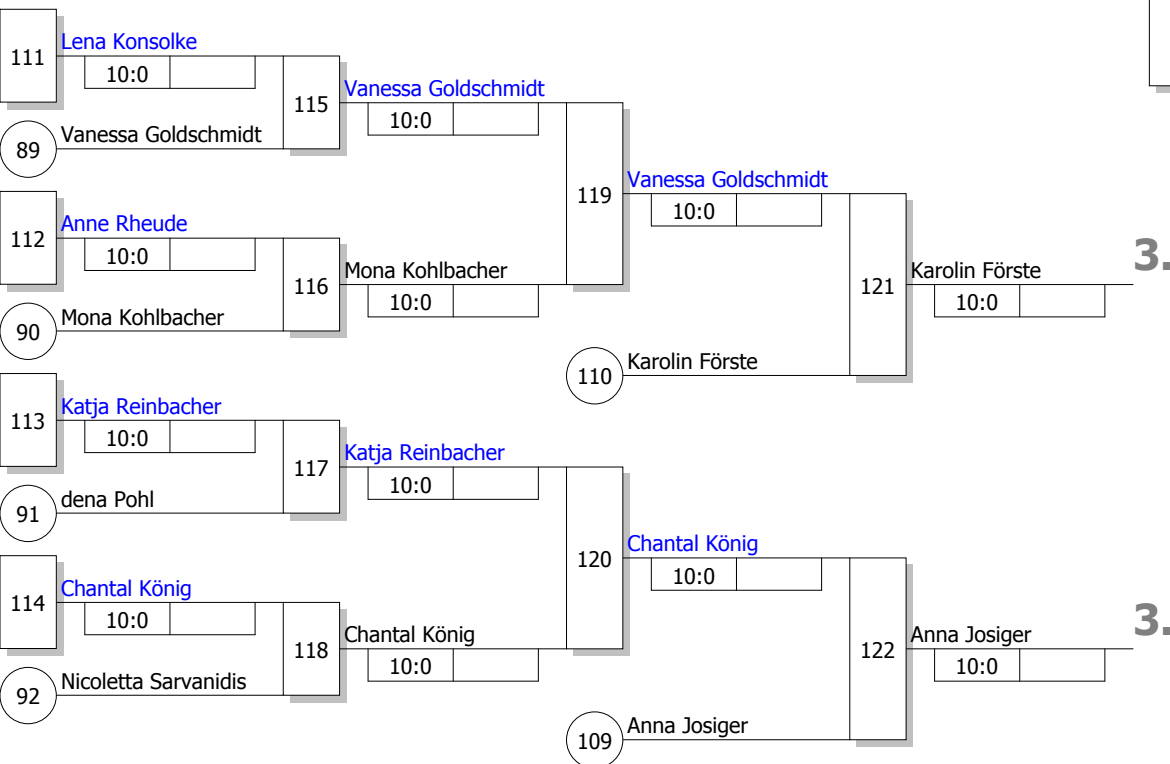 111
Lena Konsolke
10:0
89
Vanessa Goldschmidt
115
Vanessa Goldschmidt
10:0
112
Anne Rheude
10:0
90
Mona Kohlbacher
116
Mona Kohlbacher
10:0
119
Vanessa Goldschmidt
10:0
110
Karolin Förste
121
Karolin Förste
10:0
3.
113
Katja Reinbacher
10:0
91
dena Pohl
117
Katja Reinbacher
10:0
114
Chantal König
10:0
92
Nicoletta Sarvanidis
118
Chantal König
10:0
120
Chantal König
10:0
109
Anna Josiger
122
Anna Josiger
10:0
3.